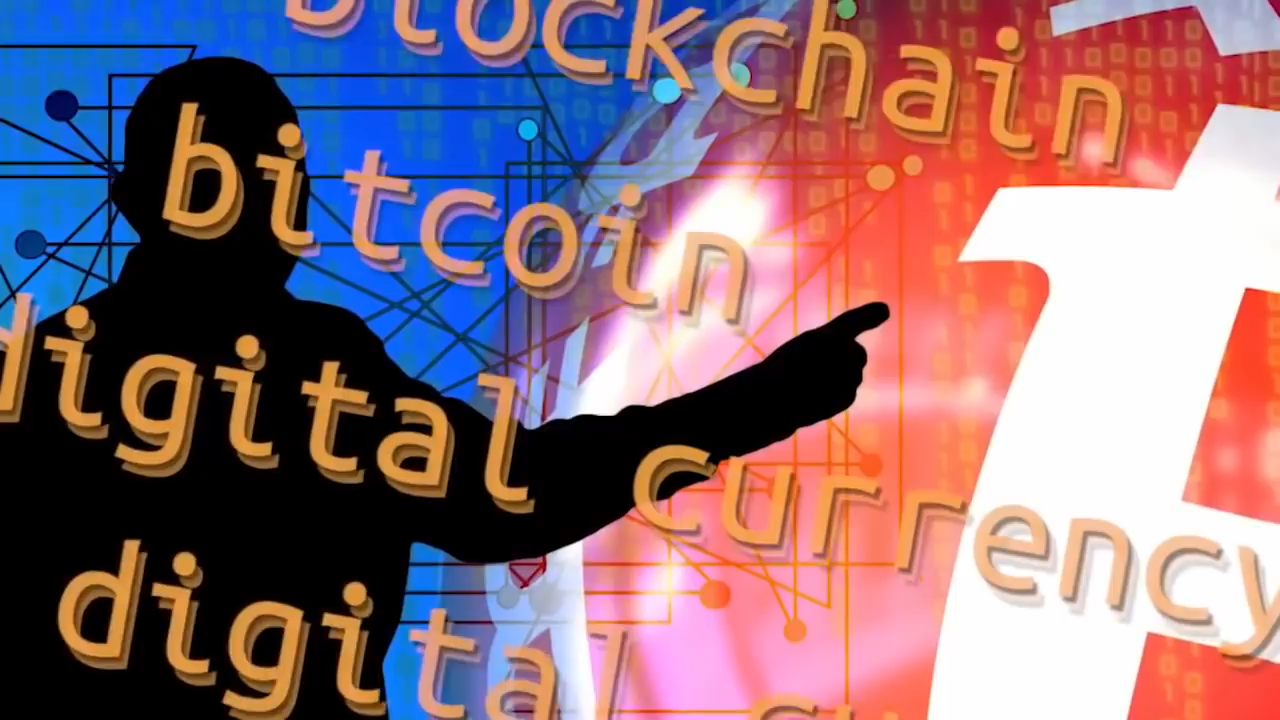 blockchain
bitcoin
digital currency
digital